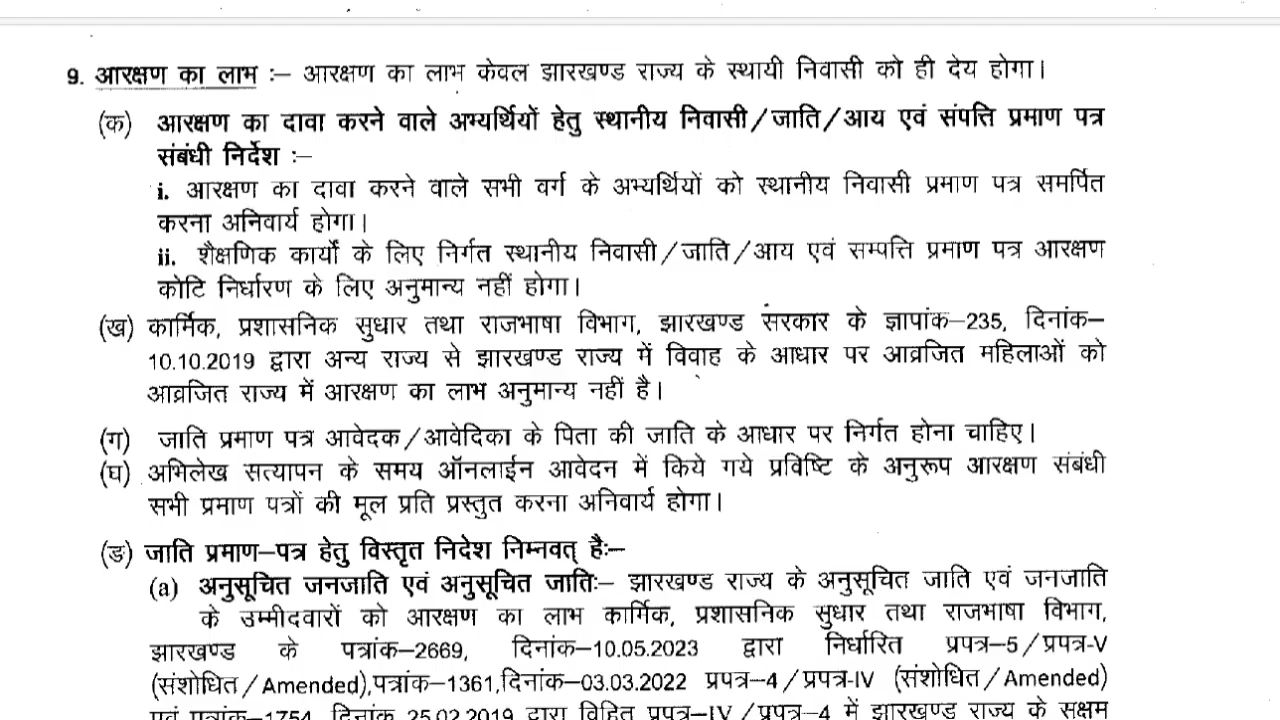 9. आरक्षण का लाभ :– आरक्षण का लाभ केवल झारखण्ड राज्य के स्थायी निवासी को ही देय होगा।
(क) आरक्षण का दावा करने वाले अभ्यर्थियों हेतु स्थानीय निवासी/जाति/आय एवं संपत्ति प्रमाण पत्र
संबंधी निर्देश :–
i. आरक्षण का दावा करने वाले सभी वर्ग के अभ्यर्थियों को स्थानीय निवासी प्रमाण पत्र समर्पित
करना अनिवार्य होगा।
ii. शैक्षणिक कार्यो के लिए निर्गत स्थानीय निवासी/जाति/आय एवं सम्पत्ति प्रमाण पत्र आरक्षण
कोटि निर्धारण के लिए अनुमान्य नहीं होगा।
(ख) कार्मिक, प्रशासनिक सुधार तथा राजभाषा विभाग, झारखण्ड सरकार के ज्ञापांक–235, दिनांक–
10.10.2019 द्वारा अन्य राज्य से झारखण्ड राज्य में विवाह के आधार पर आव्रजित महिलाओं को
आव्रजित राज्य में आरक्षण का लाभ अनुमान्य नहीं है।
(ग) जाति प्रमाण पत्र आवेदक/आवेदिका के पिता की जाति के आधार पर निर्गत होना चाहिए।
(घ) अभिलेख सत्यापन के समय ऑनलाईन आवेदन में किये गये प्रविष्टि के अनुरूप आरक्षण संबंधी
सभी प्रमाण पत्रों की मूल प्रति प्रस्तुत करना अनिवार्य होगा।
(ङ) जाति प्रमाण–पत्र हेतु विस्तृत निदेश निम्नवत् हैः–
(a) अनुसूचित जनजाति एवं अनुसूचित जातिः– झारखण्ड राज्य के अनुसूचित जाति एवं जनजाति
के उम्मीदवारों को आरक्षण का लाभ कार्मिक, प्रशासनिक सुधार तथा राजभाषा विभाग,
झारखण्ड के पत्रांक–2669, दिनांक–10.05.2023 द्वारा निर्धारित प्रपत्र–5/प्रपत्र-V
(संशोधित/Amended),पत्रांक–1361,दिनांक–03.03.2022 प्रपत्र–4/प्रपत्र-IV (संशोधित/Amended)
एवं पत्रांक–1754, दिनांक 25.02.2019 द्वारा विहित प्रपत्र–IV/प्रपत्र–4 में झारखण्ड राज्य के सक्षम